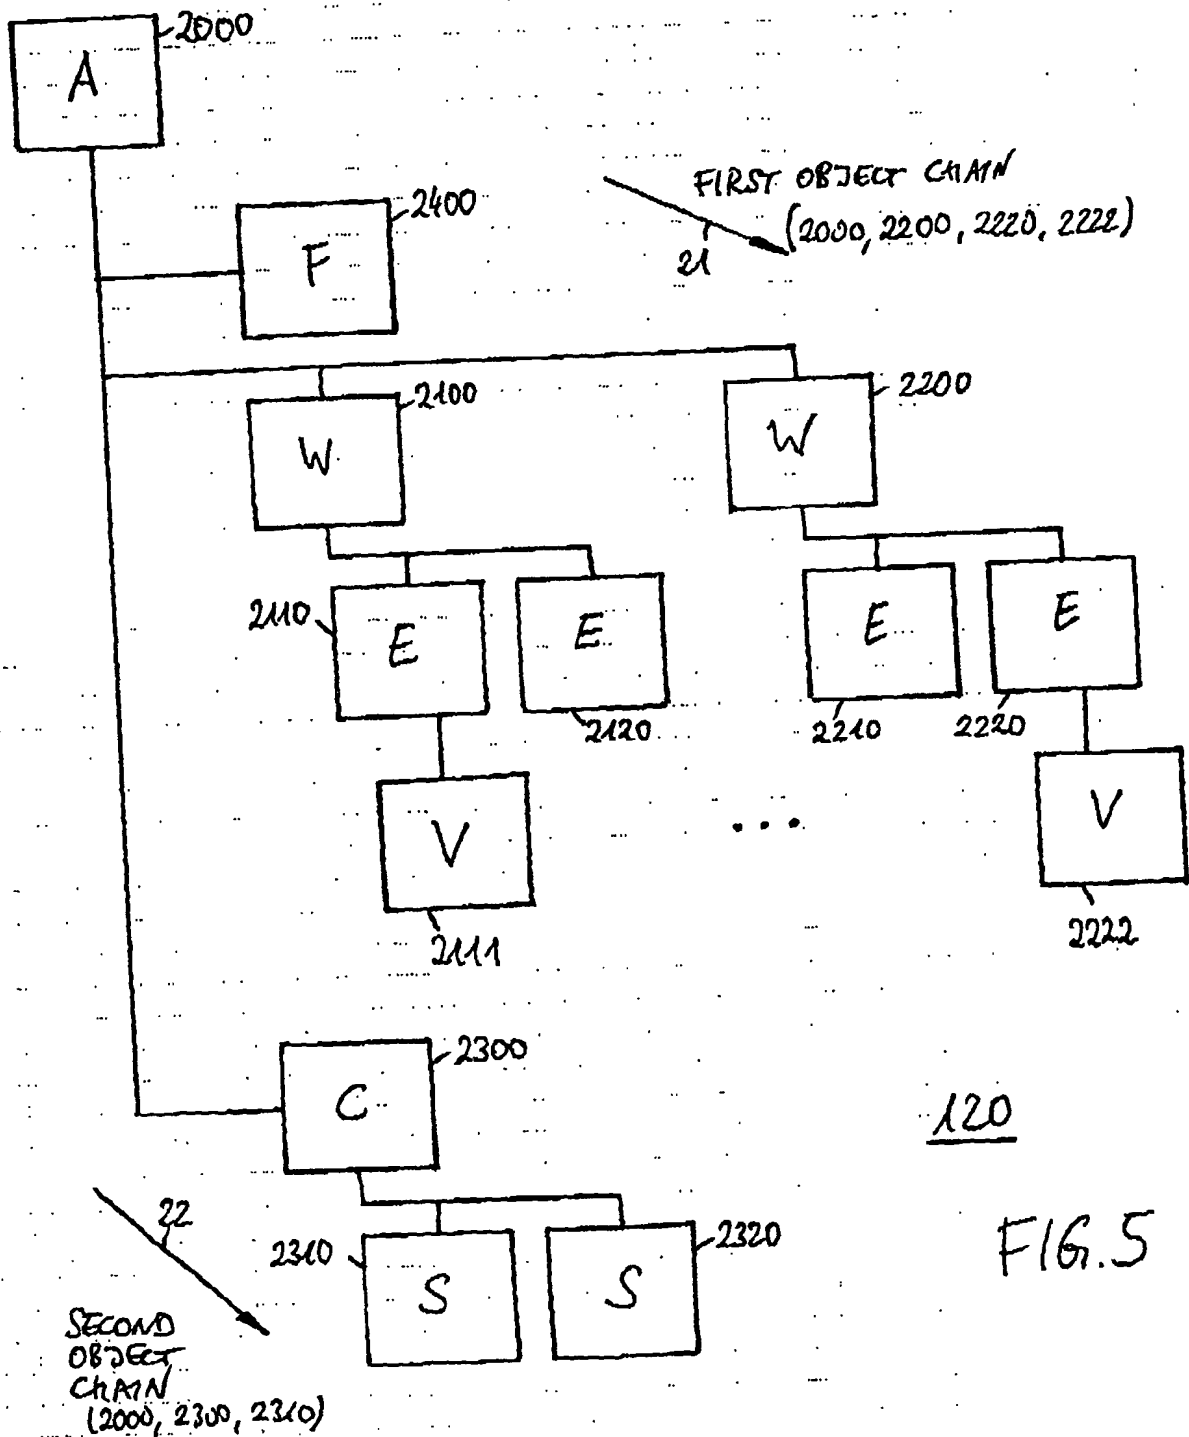 2000
A
FIRST OBJECT CHAIN
(2000, 2200, 2220, 2222)
21
2400
F
2100
W
2200
W
2110
E
E
2120
E
2210
E
2220
V
2111
...
V
2222
2300
C
120
22
2310
S
S
2320
FIG. 5
SECOND
OBJECT
CHAIN
(2000, 2300, 2310)